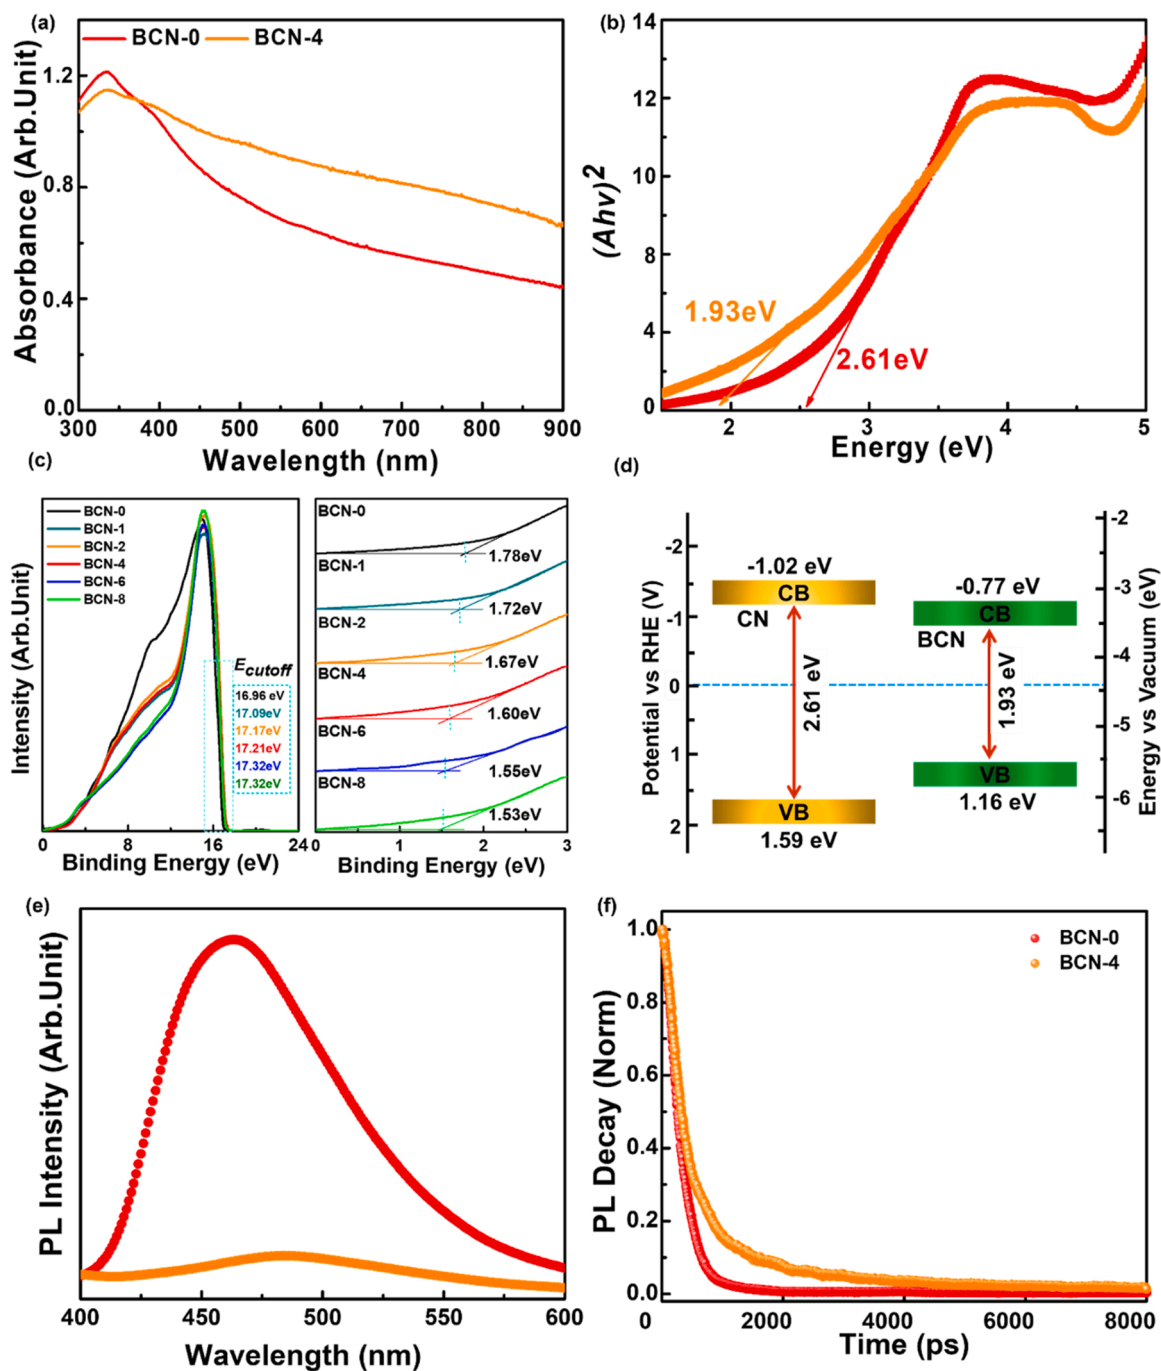 (a)
BCN-0 BCN-4
1.2
0.8
0.4
0.0
Absorbance (Arb.Unit)
300 400 500 600 700 800 900
Wavelength (nm)
(b)
14
12
10
8
6
4
2
0
(Ahv)²
1.93eV
2.61eV
2 3 4 5
Energy (eV)
(c)
BCN-0
BCN-1
BCN-2
BCN-4
BCN-6
BCN-8
Ecutoff
16.96 eV
17.09eV
17.17eV
17.21eV
17.32eV
17.32eV
Intensity (Arb.Unit)
0 8 16 24
Binding Energy (eV)
BCN-0
1.78eV
BCN-1
1.72eV
BCN-2
1.67eV
BCN-4
1.60eV
BCN-6
1.55eV
BCN-8
1.53eV
0 1 2 3
Binding Energy (eV)
(d)
-2
-1
0
1
2
Potential vs RHE (V)
-1.02 eV
CB
CN
2.61 eV
VB
1.59 eV
-0.77 eV
CB
BCN
1.93 eV
VB
1.16 eV
-2
-3
-4
-5
-6
Energy vs Vacuum (eV)
(e)
PL Intensity (Arb.Unit)
400 450 500 550 600
Wavelength (nm)
(f)
1.0
0.8
0.6
0.4
0.2
0.0
PL Decay (Norm)
BCN-0
BCN-4
2000 4000 6000 8000
Time (ps)